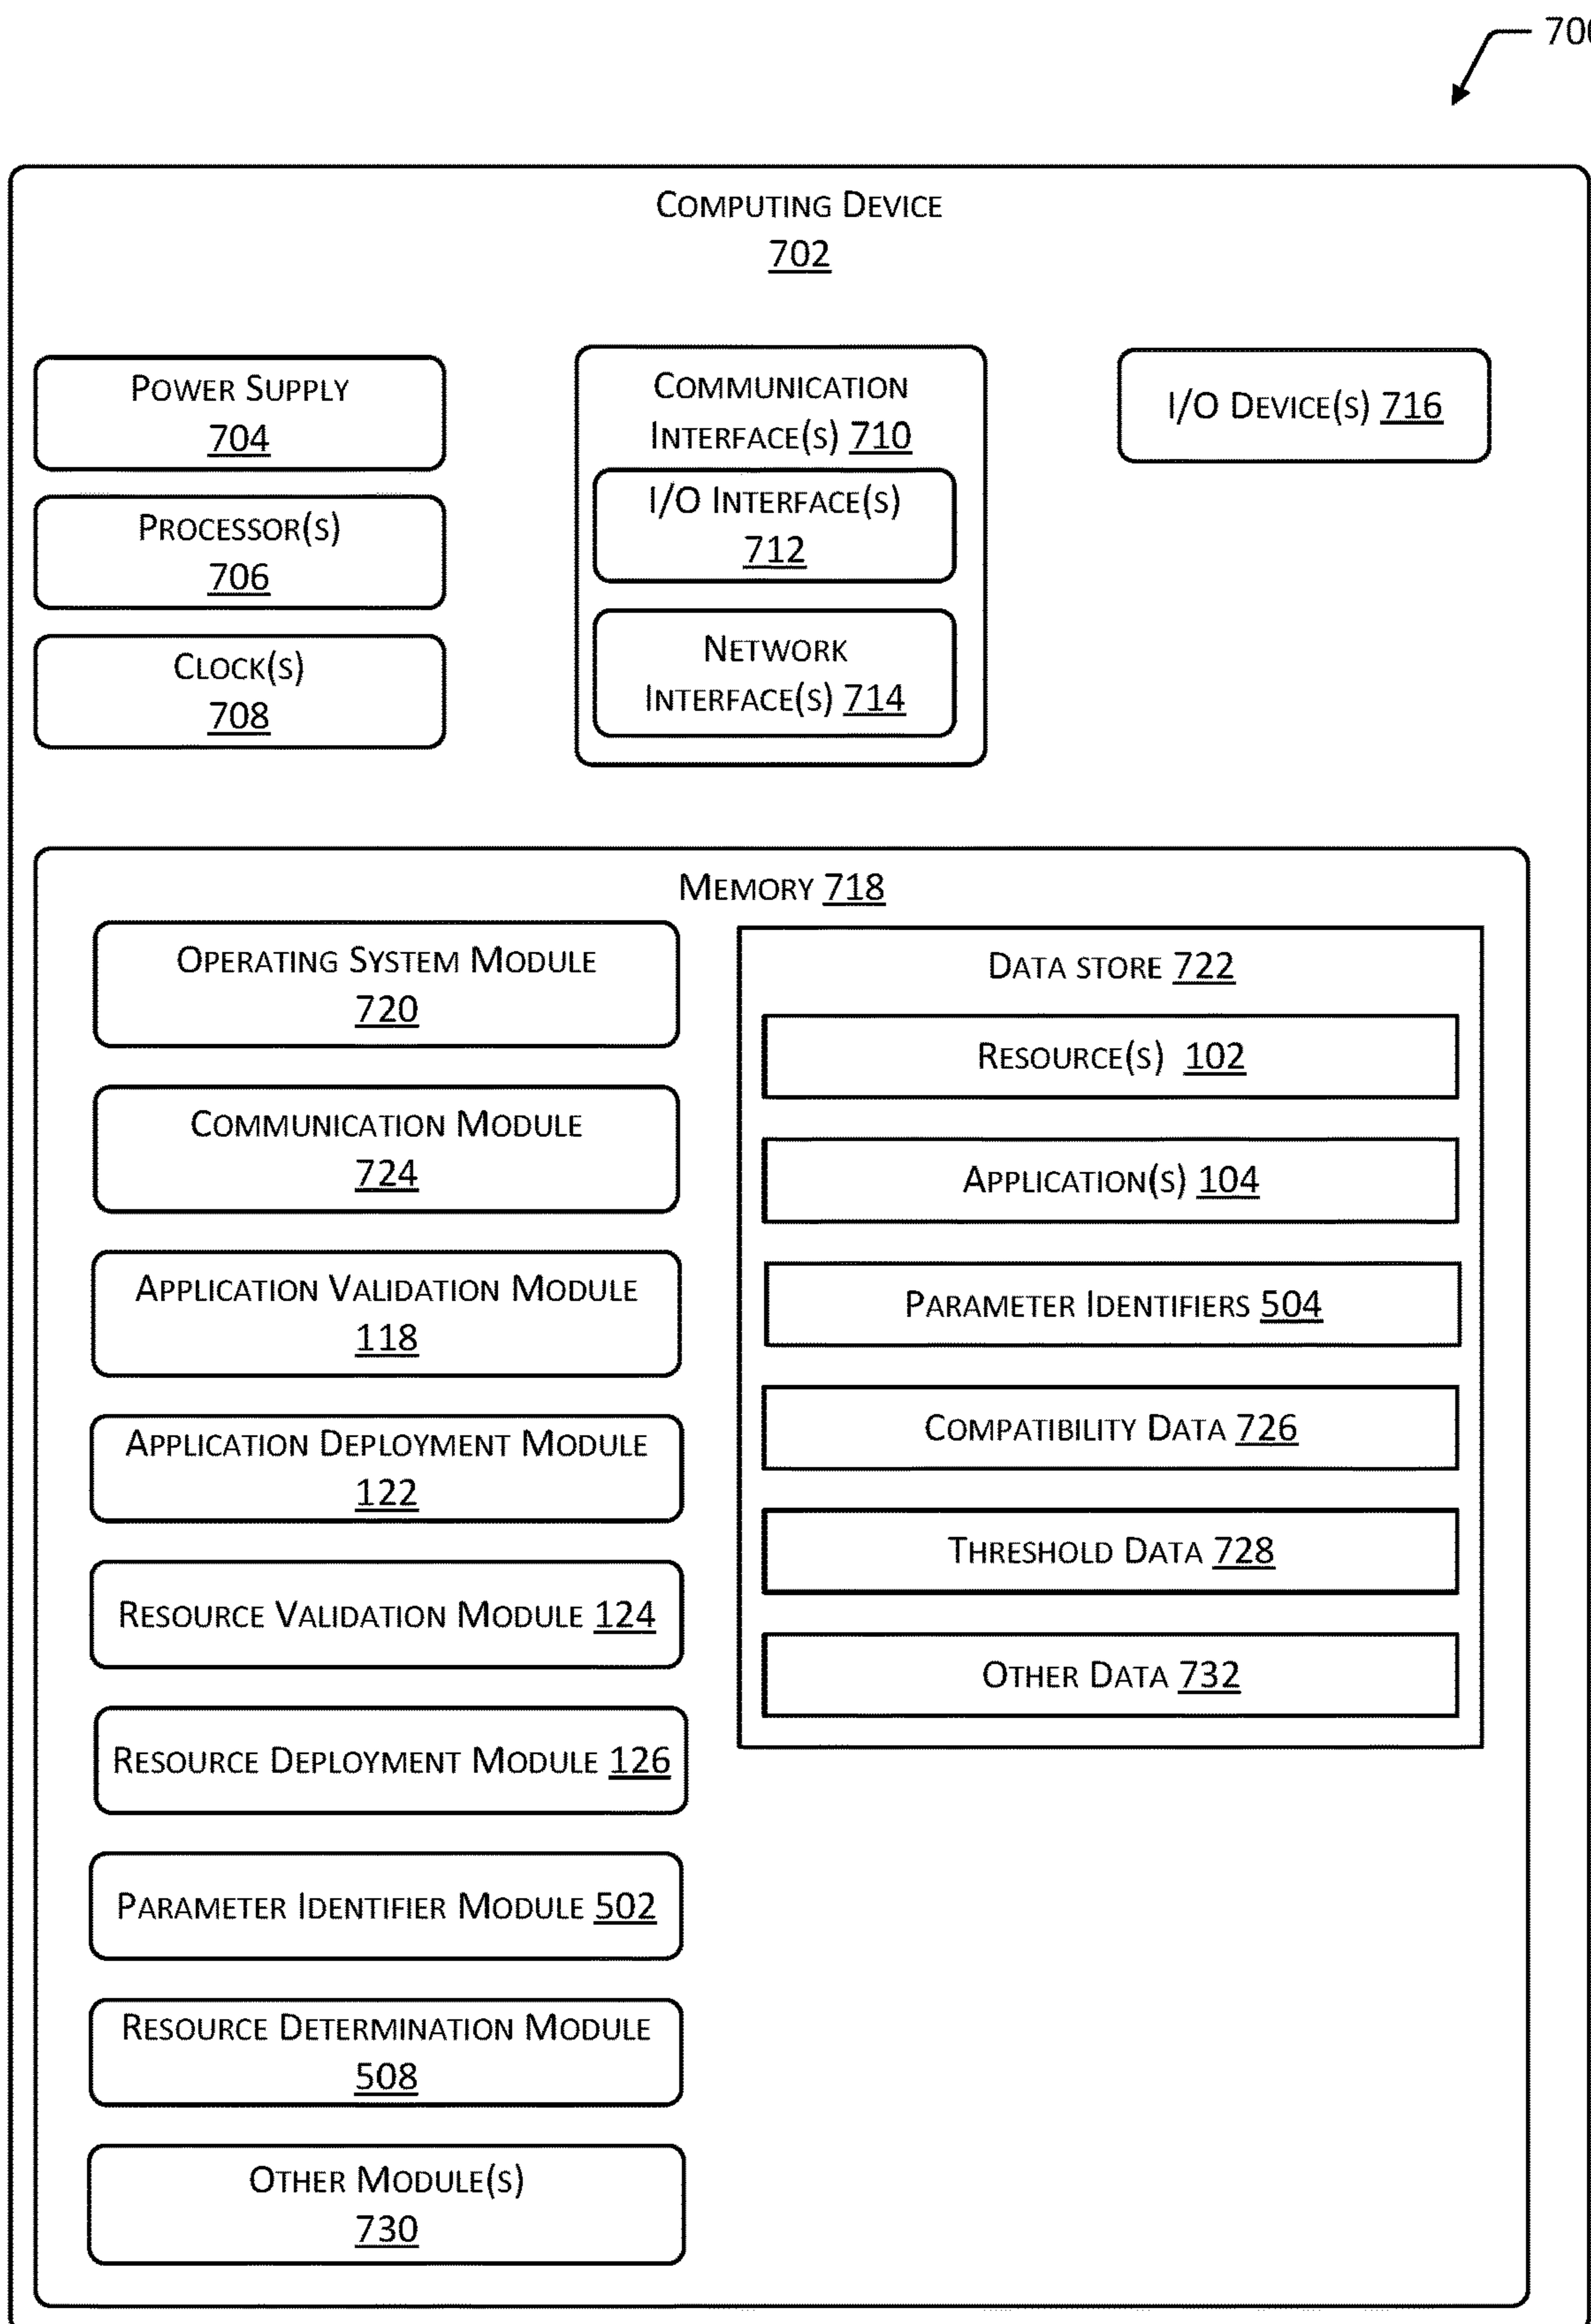 700
COMPUTING DEVICE
702
POWER SUPPLY
704
PROCESSOR(S)
706
CLOCK(S)
708
COMMUNICATION
INTERFACE(S) 710
I/O INTERFACE(S)
712
NETWORK
INTERFACE(S) 714
I/O DEVICE(S) 716
MEMORY 718
OPERATING SYSTEM MODULE
720
COMMUNICATION MODULE
724
APPLICATION VALIDATION MODULE
118
APPLICATION DEPLOYMENT MODULE
122
RESOURCE VALIDATION MODULE 124
RESOURCE DEPLOYMENT MODULE 126
PARAMETER IDENTIFIER MODULE 502
RESOURCE DETERMINATION MODULE
508
OTHER MODULE(S)
730
DATA STORE 722
RESOURCE(S) 102
APPLICATION(S) 104
PARAMETER IDENTIFIERS 504
COMPATIBILITY DATA 726
THRESHOLD DATA 728
OTHER DATA 732